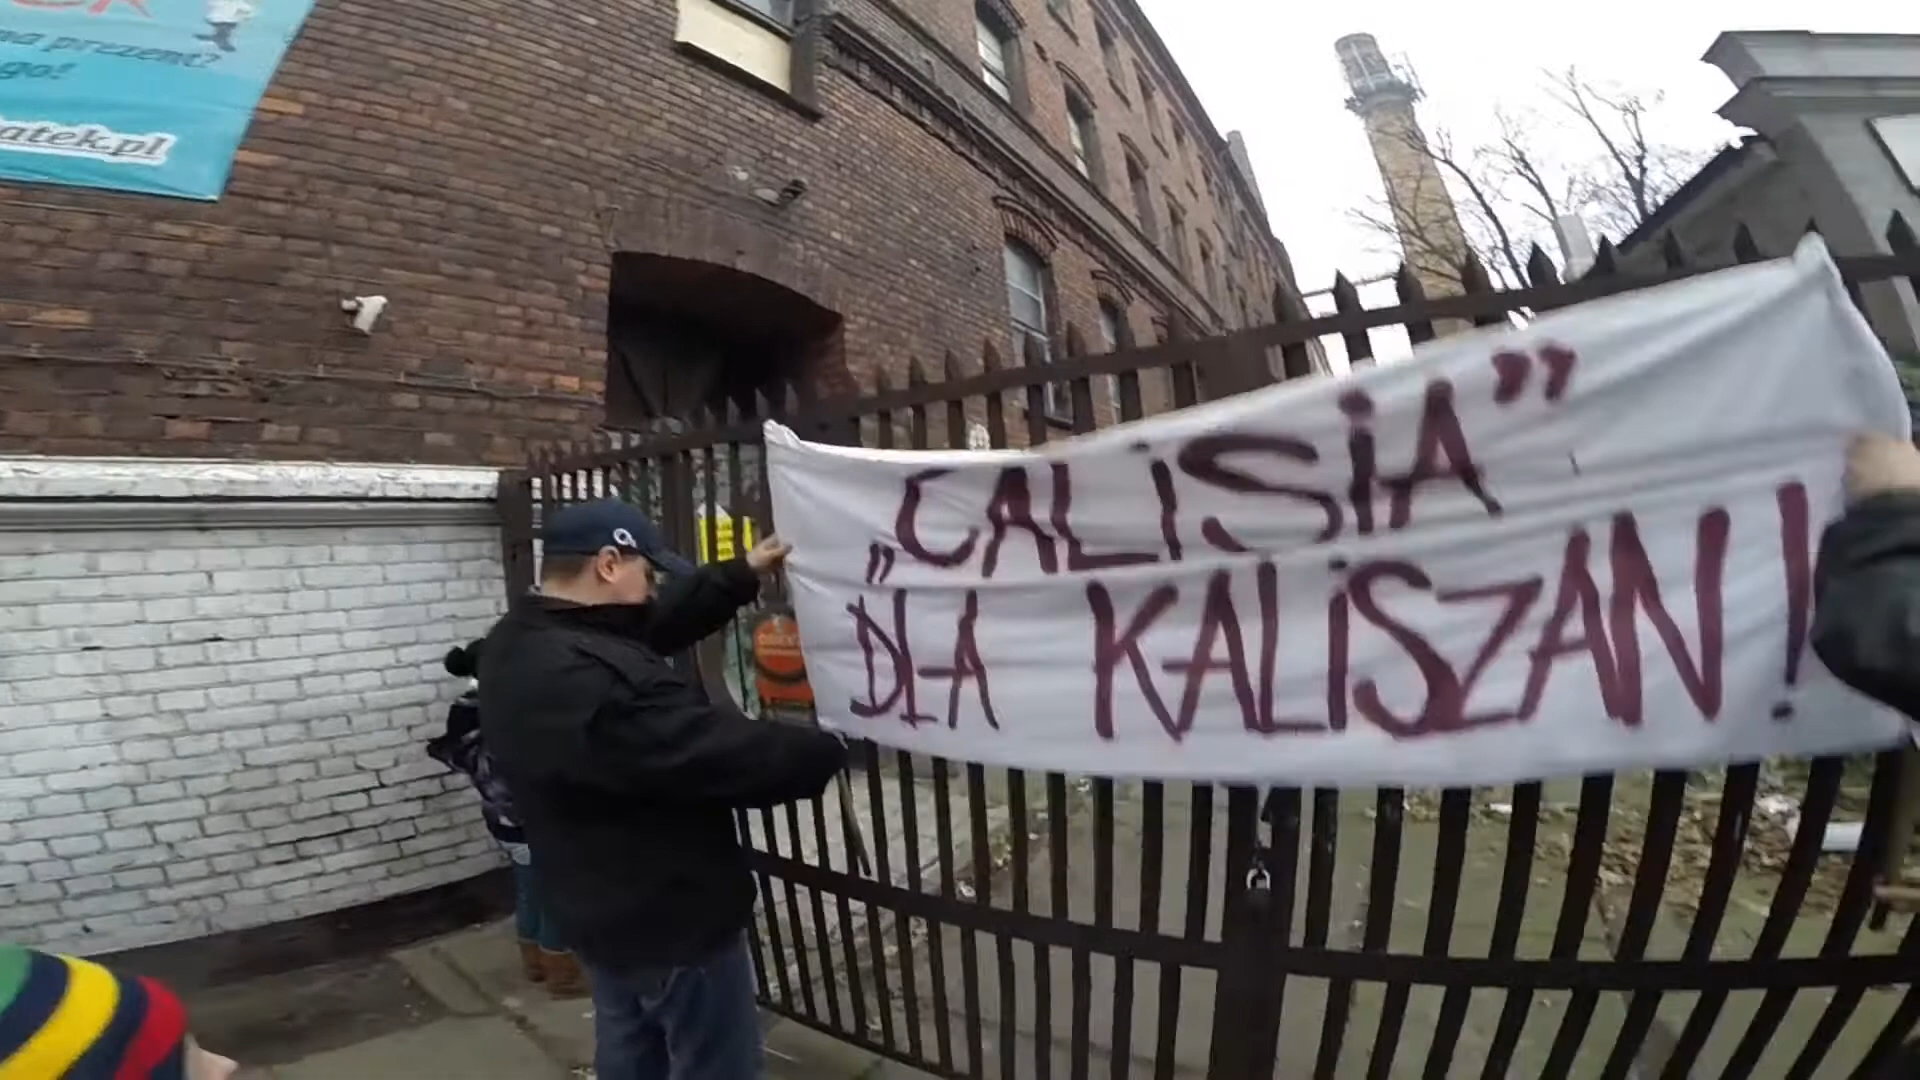 na prezent?
go!
atek.pl
„CALiSiA”
DLA KALiSZAN!